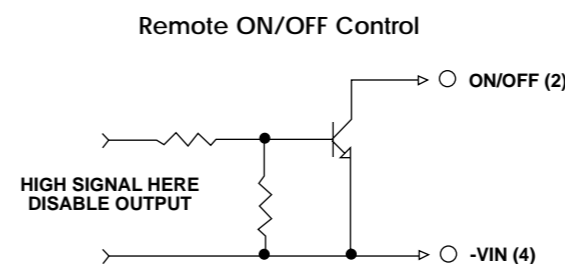 Remote ON/OFF Control
ON/OFF (2)
HIGH SIGNAL HERE
DISABLE OUTPUT
-VIN (4)